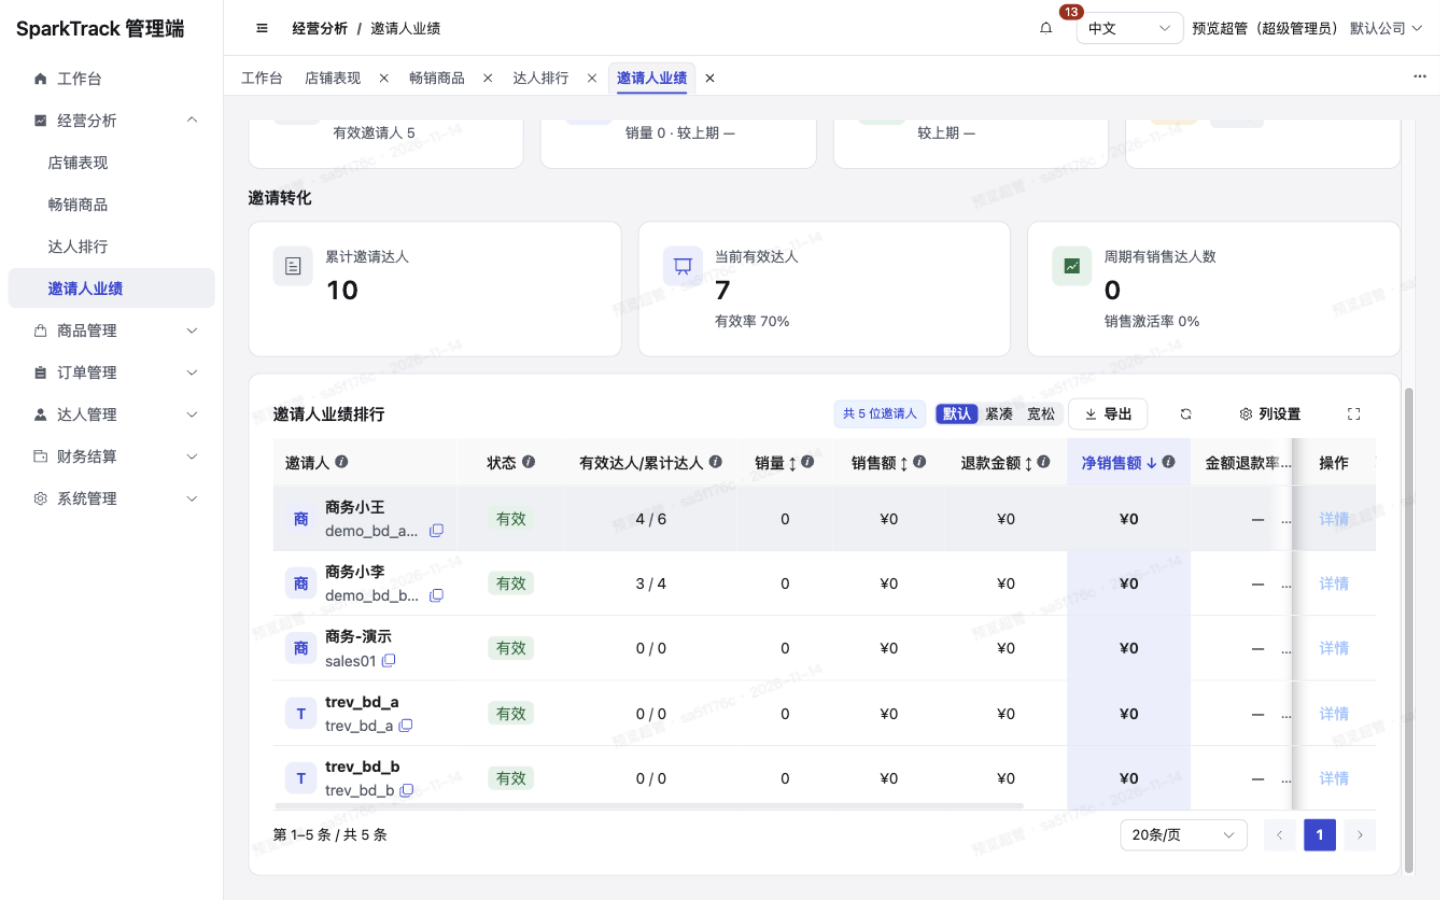 SparkTrack 管理端
经营分析 / 邀请人业绩
13
中文
预览超管（超级管理员）
默认公司
工作台
店铺表现
畅销商品
达人排行
邀请人业绩
工作台
经营分析
店铺表现
畅销商品
达人排行
邀请人业绩
商品管理
订单管理
达人管理
财务结算
系统管理
有效邀请人 5
销量 0 · 较上期 —
较上期 —
邀请转化
累计邀请达人
10
当前有效达人
7
有效率 70%
周期有销售达人数
0
销售激活率 0%
邀请人业绩排行
共 5 位邀请人
默认 紧凑 宽松
导出
列设置
邀请人 状态 有效达人/累计达人 销量 销售额 退款金额 净销售额 金额退款率... 操作
商 商务小王 demo_bd_a... 有效 4 / 6 0 ¥0 ¥0 ¥0 — ... 详情
商 商务小李 demo_bd_b... 有效 3 / 4 0 ¥0 ¥0 ¥0 — ... 详情
商 商务-演示 sales01 有效 0 / 0 0 ¥0 ¥0 ¥0 — ... 详情
T trev_bd_a trev_bd_a 有效 0 / 0 0 ¥0 ¥0 ¥0 — ... 详情
T trev_bd_b trev_bd_b 有效 0 / 0 0 ¥0 ¥0 ¥0 — ... 详情
第 1–5 条 / 共 5 条
20条/页
1
预览超管 · sa5f176c · 2026-11-14